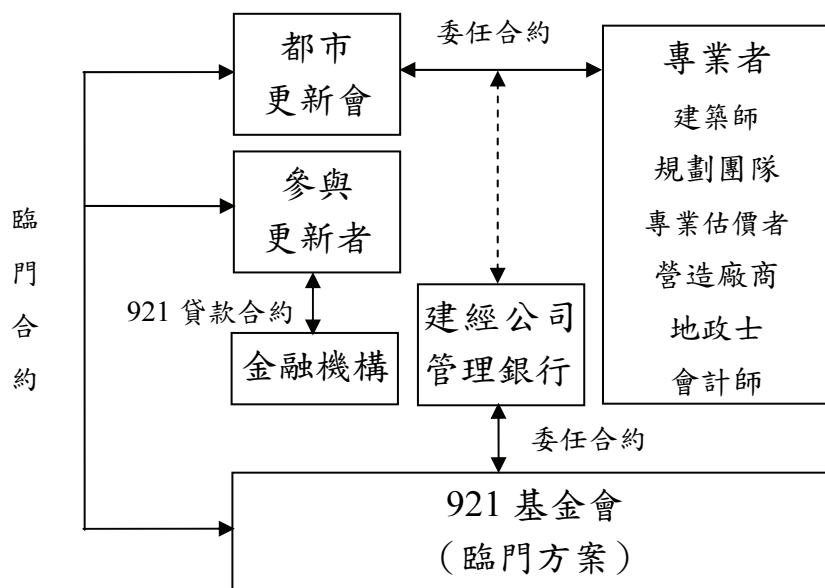 都市
更新會
委任合約
專業者
建築師
規劃團隊
專業估價者
營造廠商
地政士
會計師
參與
更新者
臨
門
合
約
921 貸款合約
金融機構
建經公司
管理銀行
委任合約
921 基金會
（臨門方案）